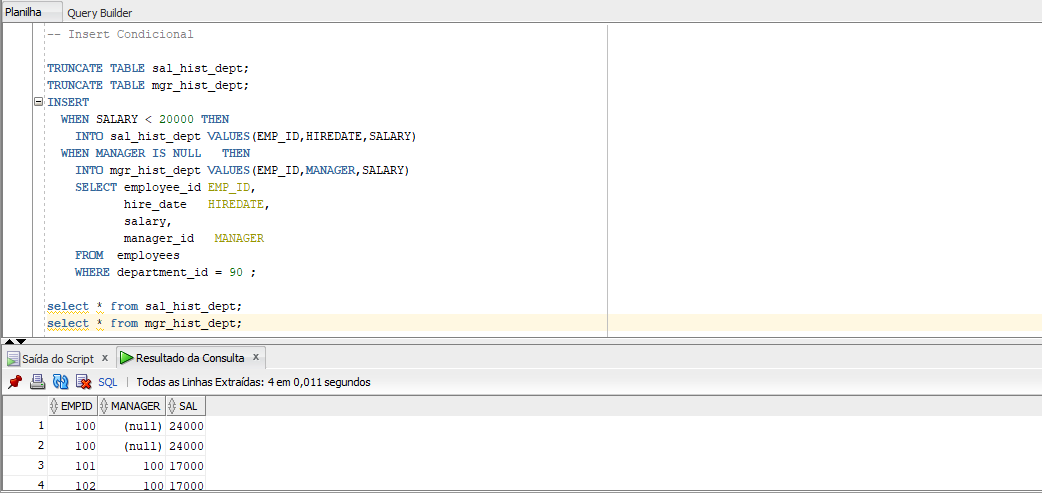 Planilha Query Builder
-- Insert Condicional
TRUNCATE TABLE sal_hist_dept;
TRUNCATE TABLE mgr_hist_dept;
INSERT
WHEN SALARY < 20000 THEN
INTO sal_hist_dept VALUES(EMP_ID,HIREDATE,SALARY)
WHEN MANAGER IS NULL THEN
INTO mgr_hist_dept VALUES(EMP_ID,MANAGER,SALARY)
SELECT employee_id EMP_ID,
hire_date HIREDATE,
salary,
manager_id MANAGER
FROM employees
WHERE department_id = 90 ;
select * from sal_hist_dept;
select * from mgr_hist_dept;
Saída do Script x Resultado da Consulta x
SQL | Todas as Linhas Extraídas: 4 em 0,011 segundos
EMPID MANAGER SAL
1 100 (null) 24000
2 100 (null) 24000
3 101 100 17000
4 102 100 17000